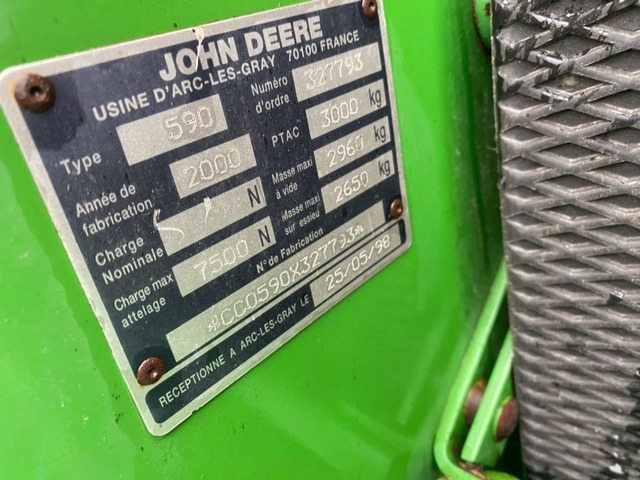 JOHN DEERE
USINE D'ARC-LES-GRAY 70100 FRANCE
Type 590
Numéro d'ordre 327793
Année de fabrication 2000
PTAC 3000 kg
Charge Nominale N
Masse maxi à vide 2960 kg
Charge max attelage 7500 N
Masse maxi sur essieu 2650 kg
N° de Fabrication
*CC0590X327793*
RECEPTIONNE A ARC-LES-GRAY LE 25/05/98